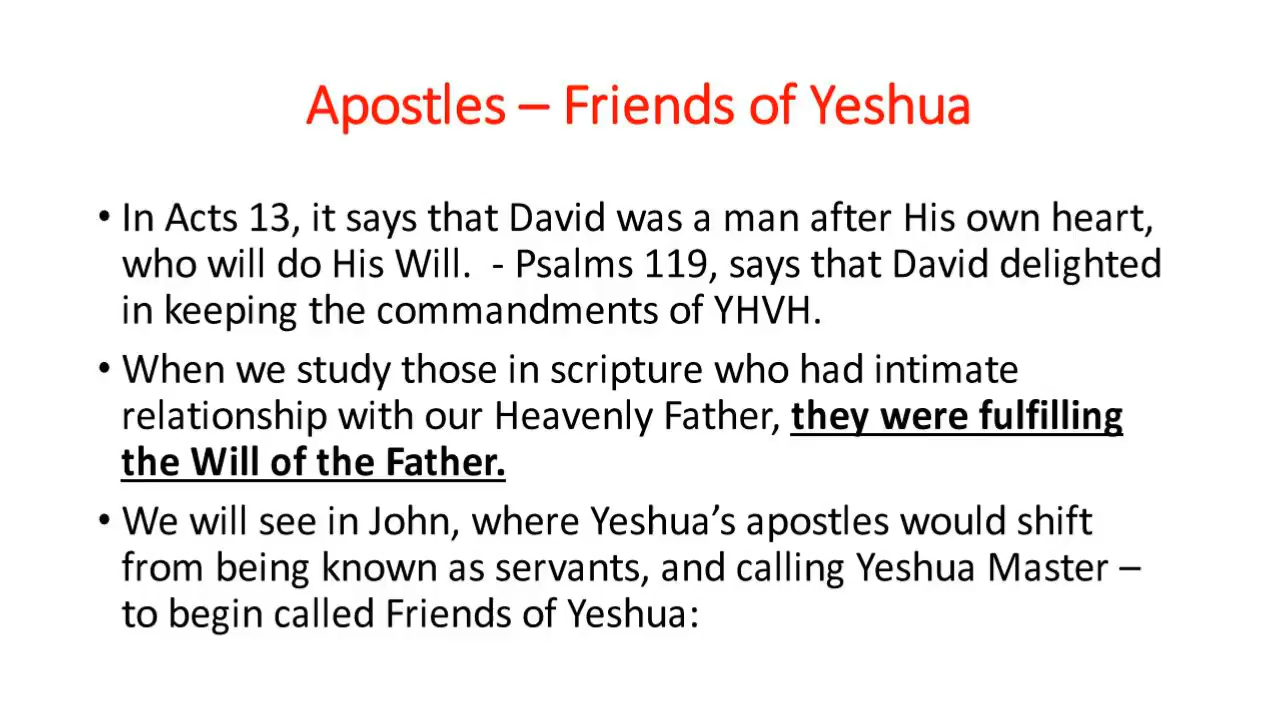 Apostles – Friends of Yeshua
• In Acts 13, it says that David was a man after His own heart,
who will do His Will.  - Psalms 119, says that David delighted
in keeping the commandments of YHVH.
• When we study those in scripture who had intimate
relationship with our Heavenly Father, they were fulfilling
the Will of the Father.
• We will see in John, where Yeshua’s apostles would shift
from being known as servants, and calling Yeshua Master –
to begin called Friends of Yeshua: